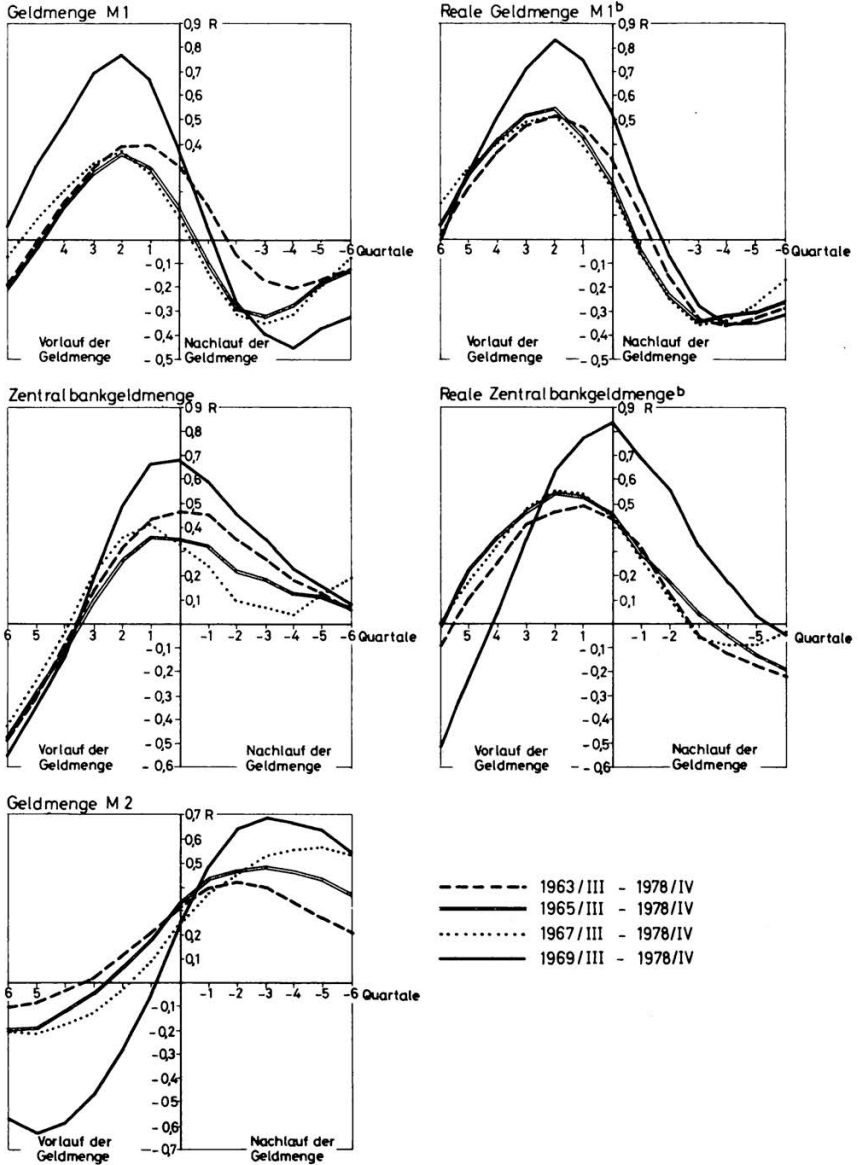 Geldmenge M1
0,9 R
0,8
0,7
0,6
0,5
0,4
6 5 4 3 2 1 -3 -4 -5 -6 Quartale
-0,1
-0,2
-0,3
-0,4
-0,5
Vorlauf der Geldmenge
Nachlauf der Geldmenge
Reale Geldmenge M1b
0,9 R
0,8
0,7
0,6
0,5
6 5 4 3 2 1 -3 -4 -5 -6 Quartale
-0,1
-0,2
-0,3
-0,4
-0,5
Vorlauf der Geldmenge
Nachlauf der Geldmenge
Zentralbankgeldmenge
0,9 R
0,8
0,7
0,6
0,5
0,4
0,2
0,1
6 5 4 3 2 1 -1 -2 -3 -4 -5 -6 Quartale
-0,1
-0,2
-0,3
-0,4
-0,5
-0,6
Vorlauf der Geldmenge
Nachlauf der Geldmenge
Reale Zentralbankgeldmengeb
0,9 R
0,8
0,7
0,6
0,5
0,2
0,1
6 5 4 3 2 1 -1 -2 -5 -6 Quartale
-0,1
-0,2
-0,3
-0,4
-0,5
-0,6
Vorlauf der Geldmenge
Nachlauf der Geldmenge
Geldmenge M2
0,7 R
0,6
0,5
0,2
0,1
6 5 4 3 2 1 -1 -2 -3 -4 -5 -6 Quartale
-0,1
-0,2
-0,3
-0,4
-0,5
-0,6
-0,7
Vorlauf der Geldmenge
Nachlauf der Geldmenge
1963/III - 1978/IV
1965/III - 1978/IV
1967/III - 1978/IV
1969/III - 1978/IV